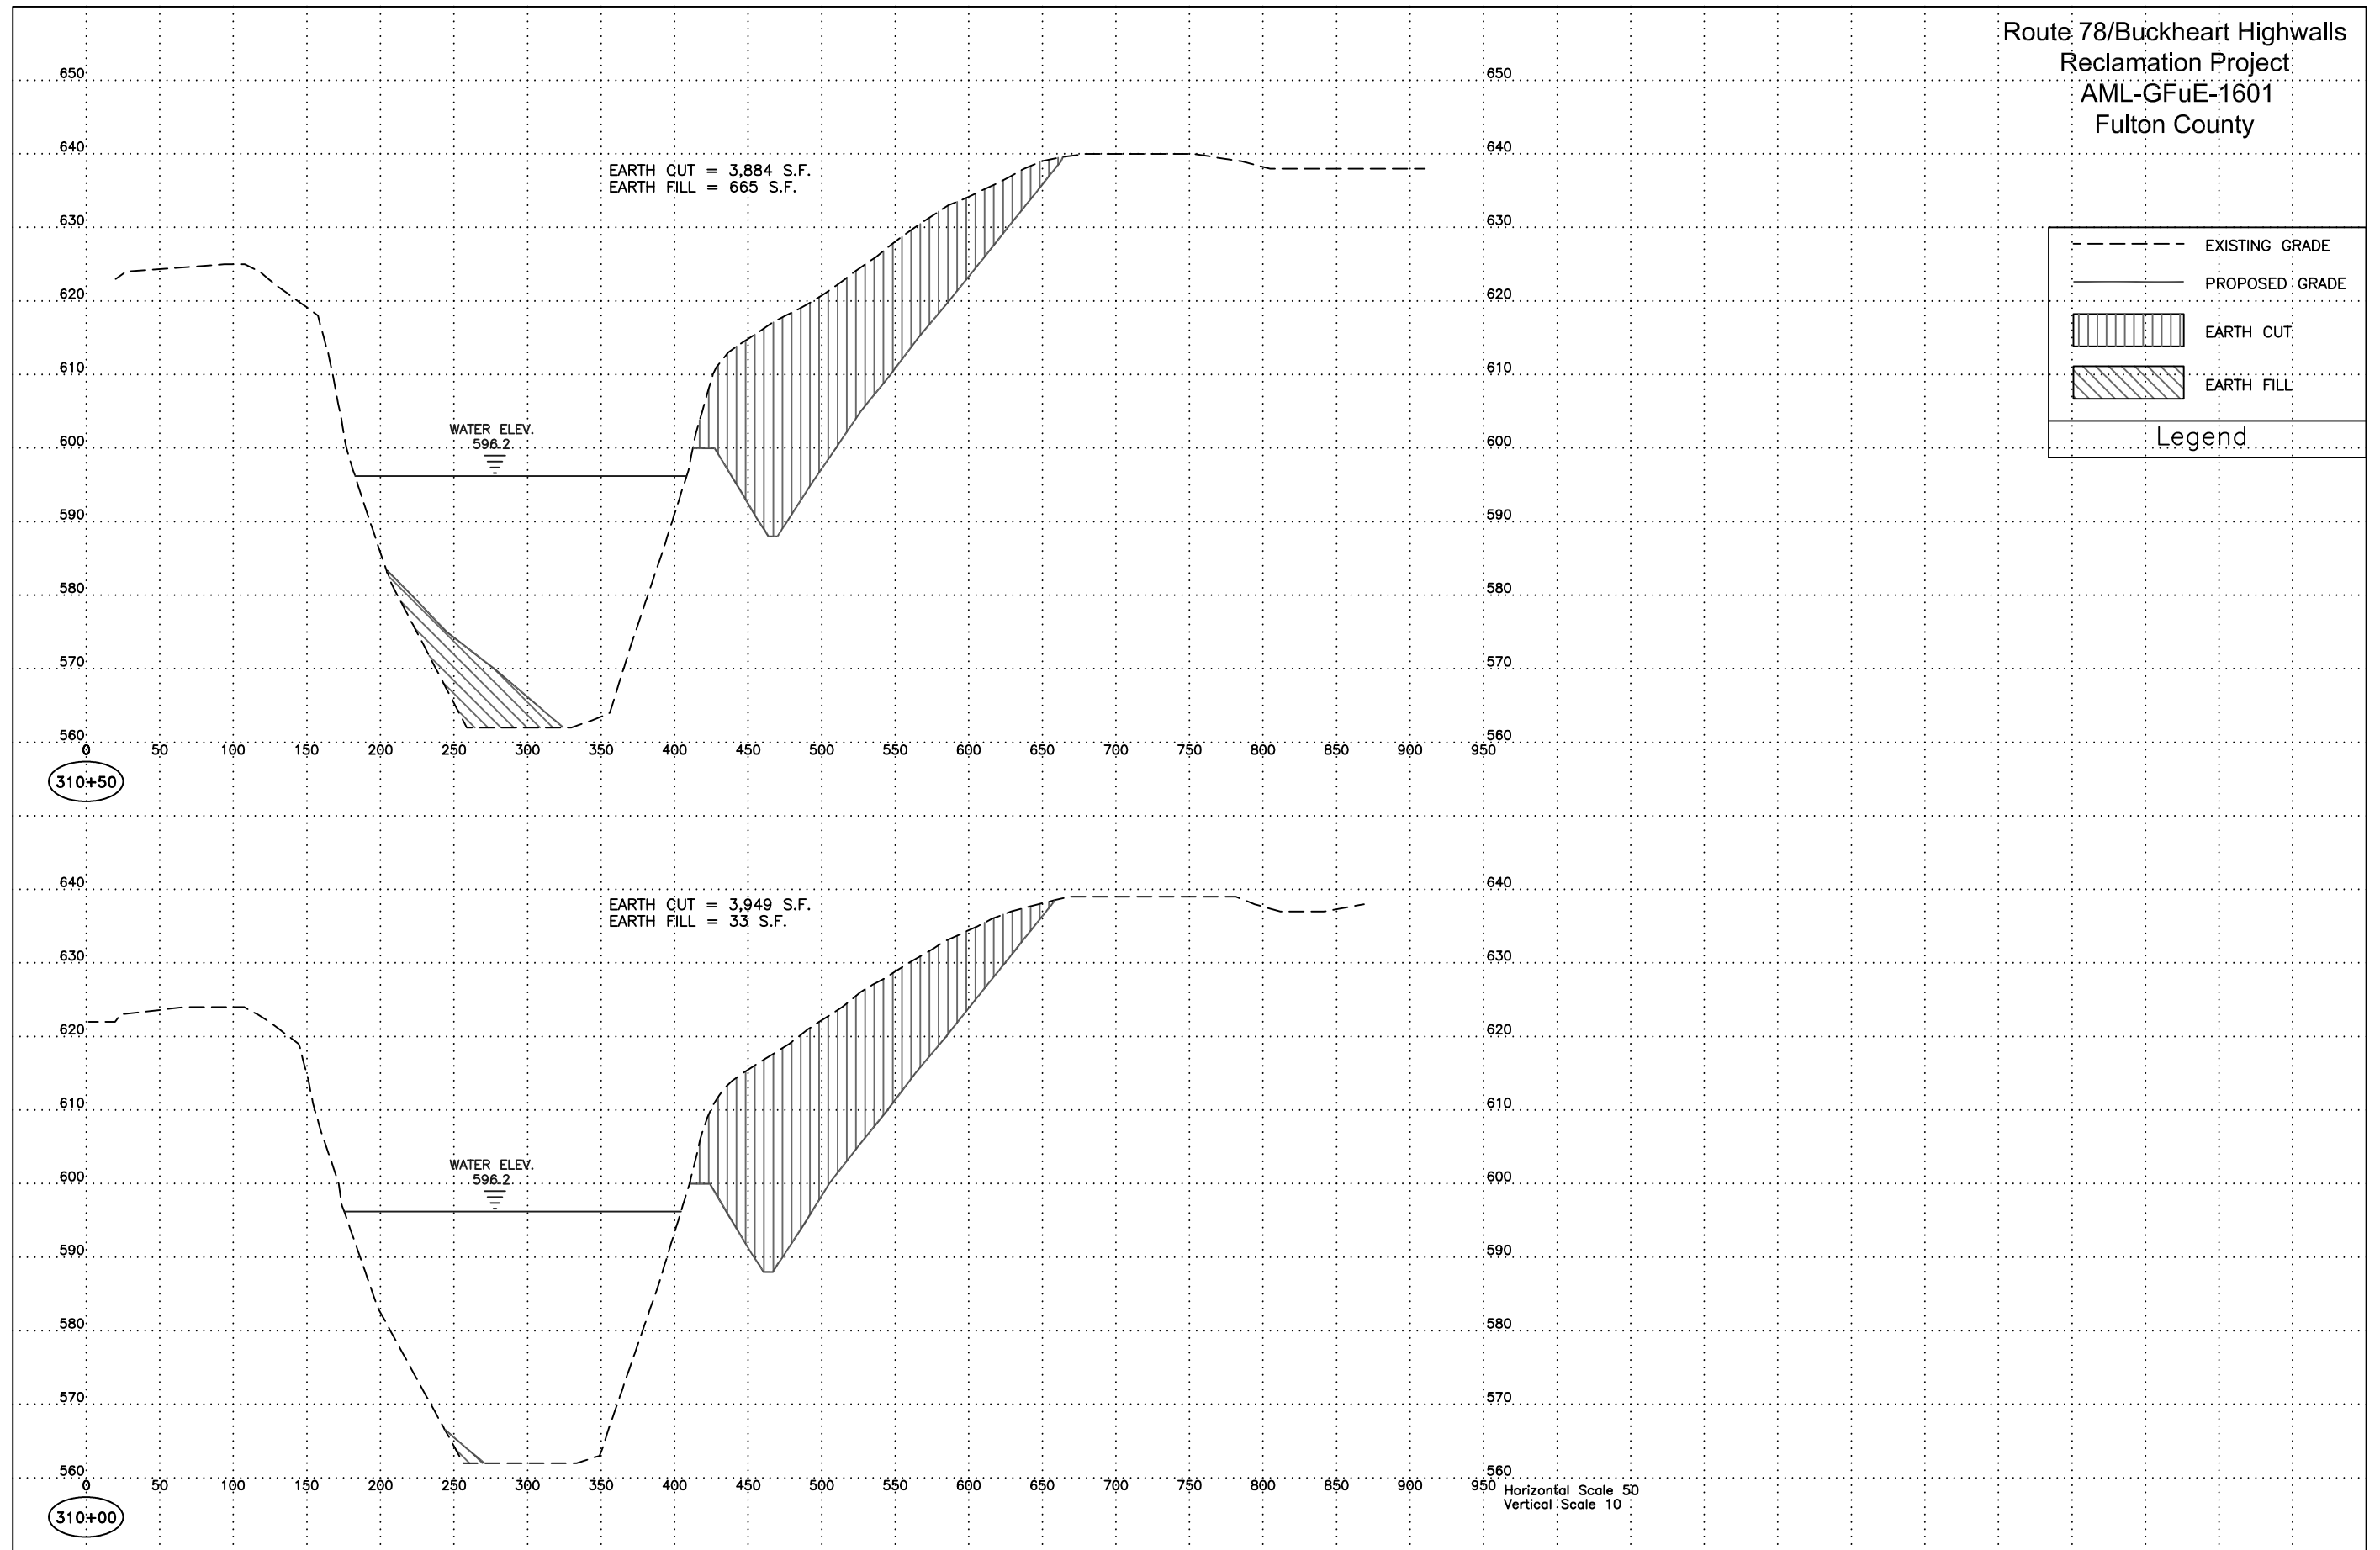 Route 78/Buckheart Highwalls
Reclamation Project
AML-GFuE-1601
Fulton County
650 650
640 640
EARTH CUT = 3,884 S.F.
EARTH FILL = 665 S.F.
630 630
620 620
610 610
WATER ELEV.
596.2
600 600
590 590
580 580
570 570
560 560
0 50 100 150 200 250 300 350 400 450 500 550 600 650 700 750 800 850 900 950
310+50
EXISTING GRADE
PROPOSED GRADE
EARTH CUT
EARTH FILL
Legend
640 640
EARTH CUT = 3,949 S.F.
EARTH FILL = 33 S.F.
630 630
620 620
610 610
WATER ELEV.
596.2
600 600
590 590
580 580
570 570
560 560
0 50 100 150 200 250 300 350 400 450 500 550 600 650 700 750 800 850 900 950
Horizontal Scale 50
Vertical Scale 10
310+00